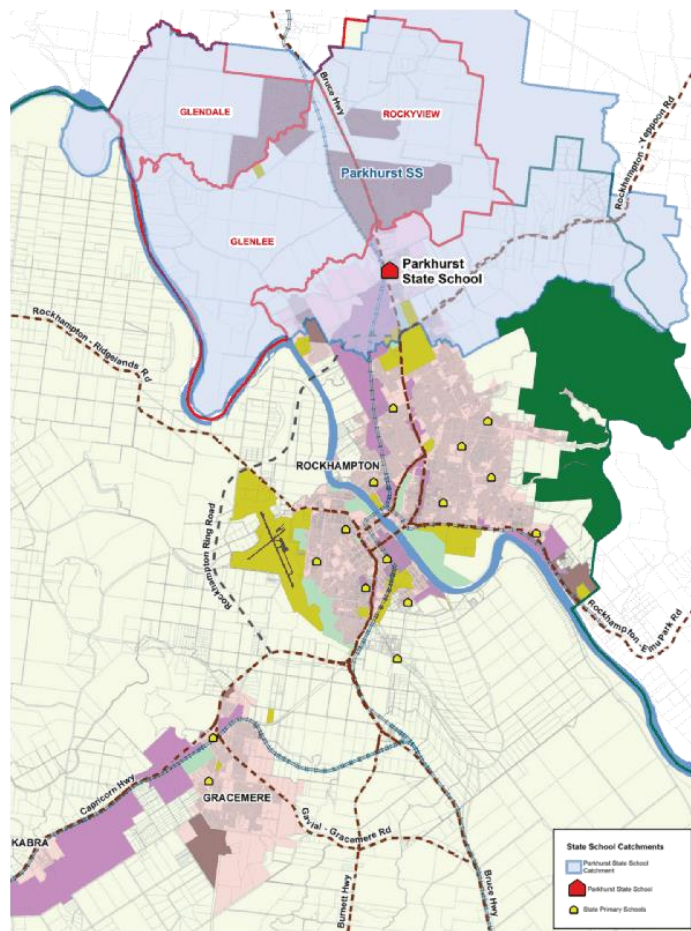 Bruce Hwy
GLENDALE
ROCKYVIEW
Rockhampton - Yeppoon Rd
Parkhurst SS
GLENLEE
Parkhurst
State School
Rockhampton - Ridgelands Rd
ROCKHAMPTON
Rockhampton Ring Road
Rockhampton - Emu Park Rd
Capricorn Hwy
GRACEMERE
Gavial - Gracemere Rd
KABRA
Burnett Hwy
Bruce Hwy
State School Catchments
Parkhurst State School
Catchment
Parkhurst State School
State Primary Schools